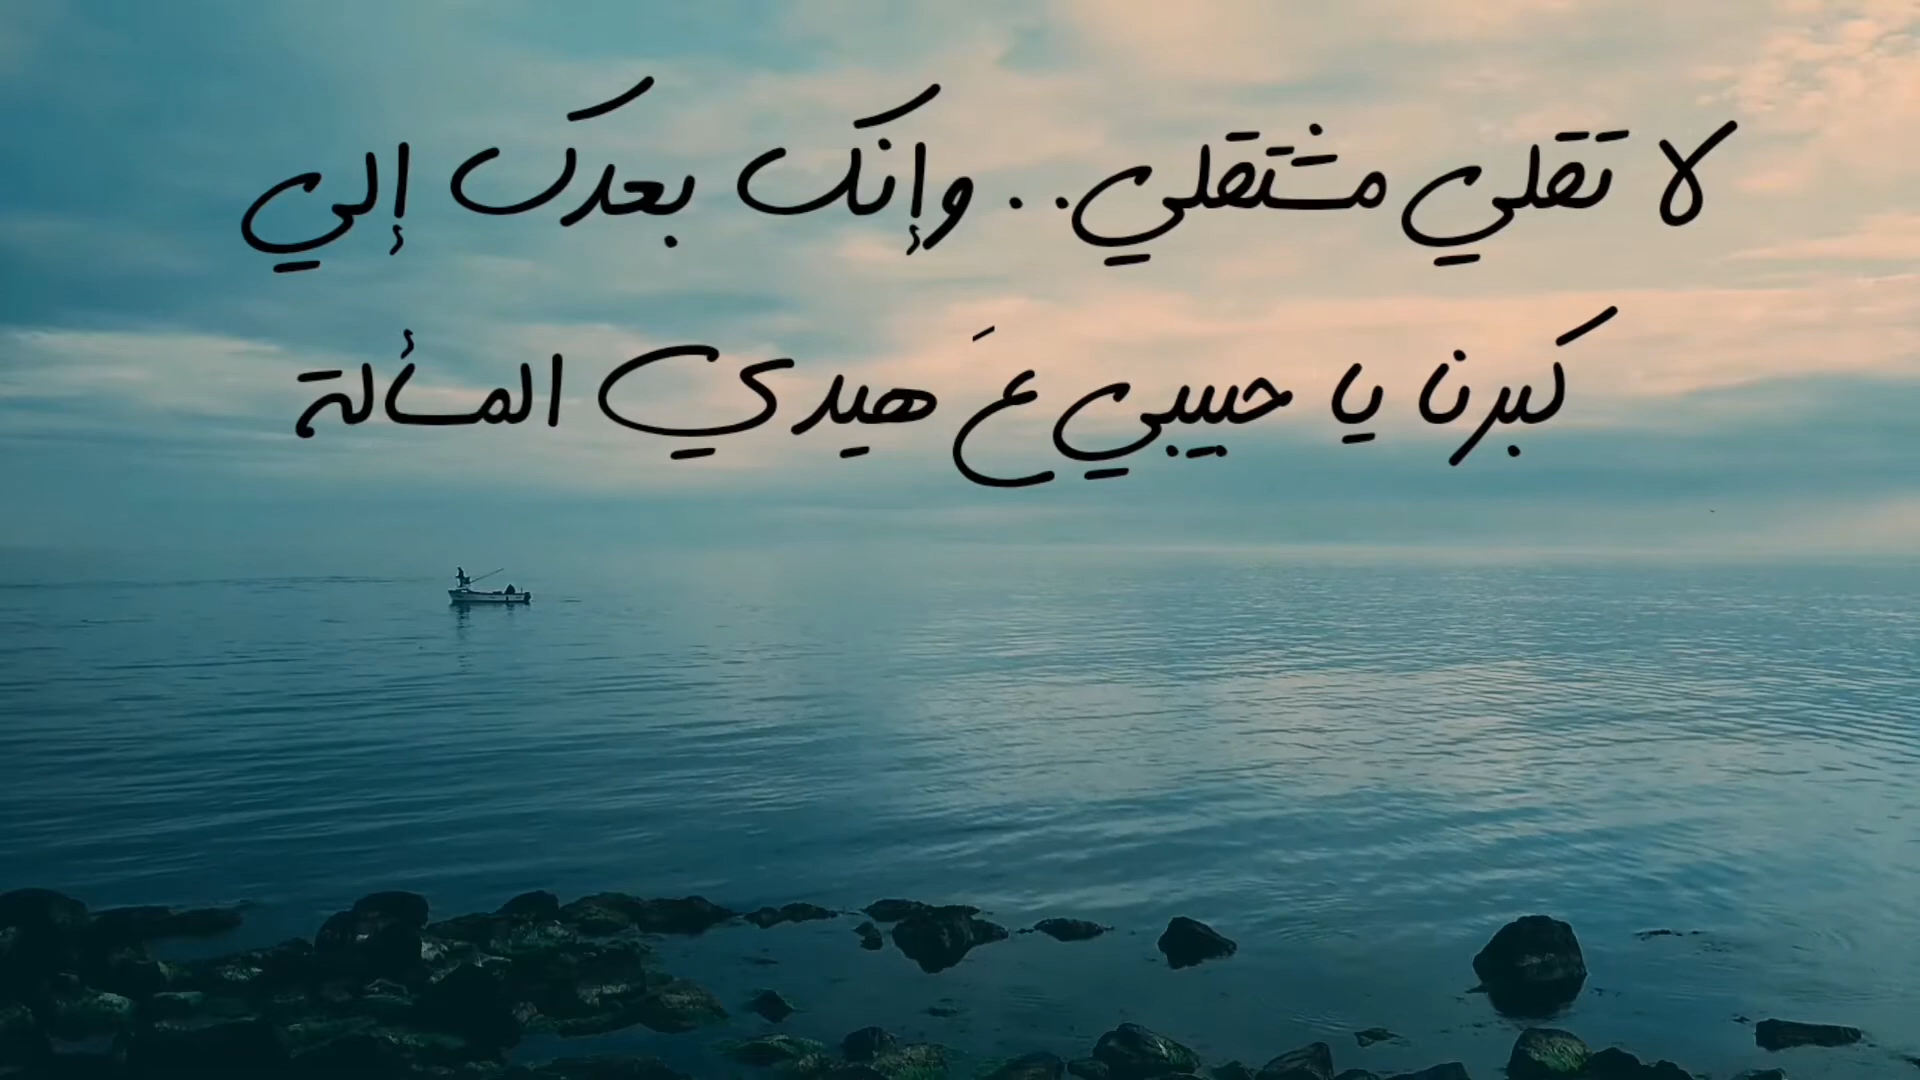 لا تقلي مشتقلي.. وإنك بعدك إلي
كبرنا يا حبيبي عَ هيدي المسألة